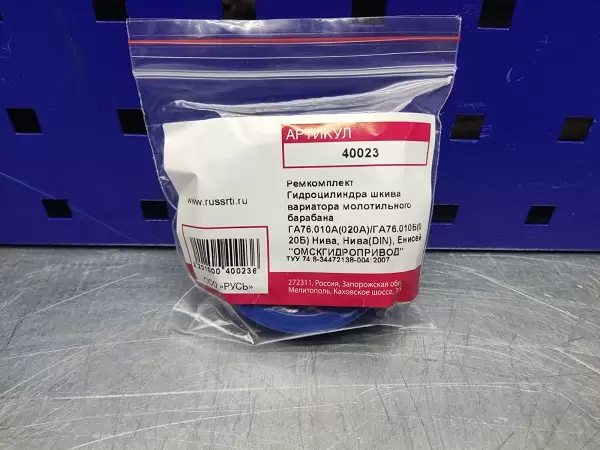 АРТИКУЛ
40023
Ремкомплект
Гидроцилиндра шкива
вариатора молотильного
барабана
ГА76.010А(020А)/ГА76.010Б(0
20Б) Нива, Нива(DIN), Енисей
"ОМСКГИДРОПРИВОД"
ТУУ 74.8-34472138-004:2007
www.russrti.ru
400236
ООО «РУСЬ»
272311, Россия, Запорожская обл.
Мелитополь, Каховское шоссе,